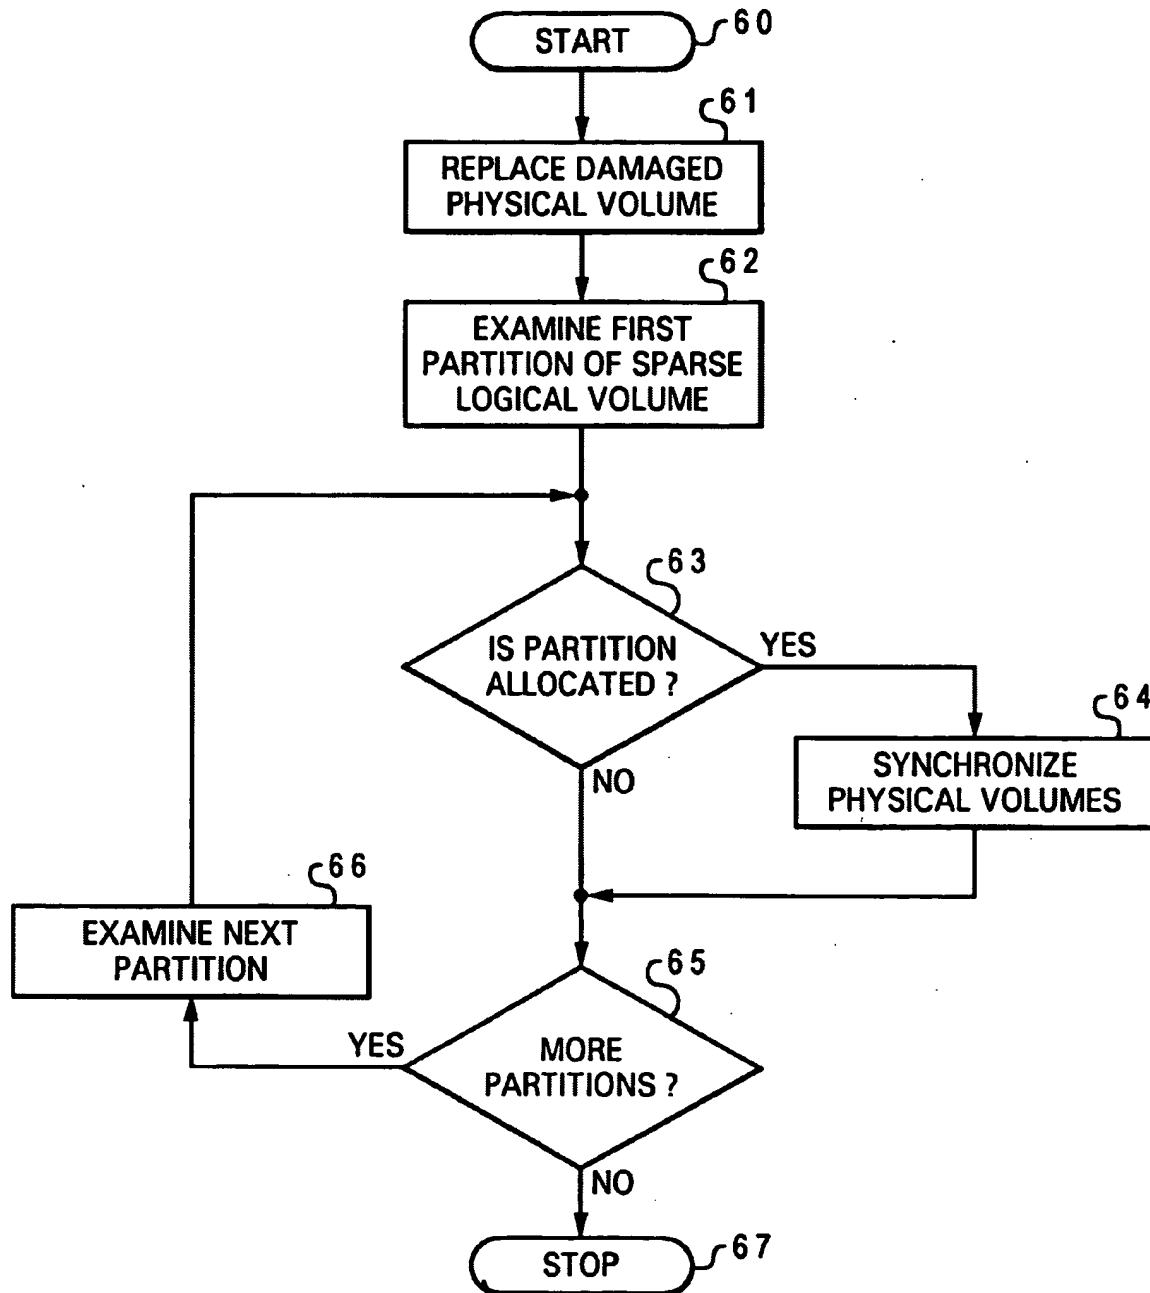 START
60
61
REPLACE DAMAGED
PHYSICAL VOLUME
62
EXAMINE FIRST
PARTITION OF SPARSE
LOGICAL VOLUME
63
IS PARTITION
ALLOCATED ?
YES
NO
64
SYNCHRONIZE
PHYSICAL VOLUMES
66
EXAMINE NEXT
PARTITION
65
MORE
PARTITIONS ?
YES
NO
STOP
67